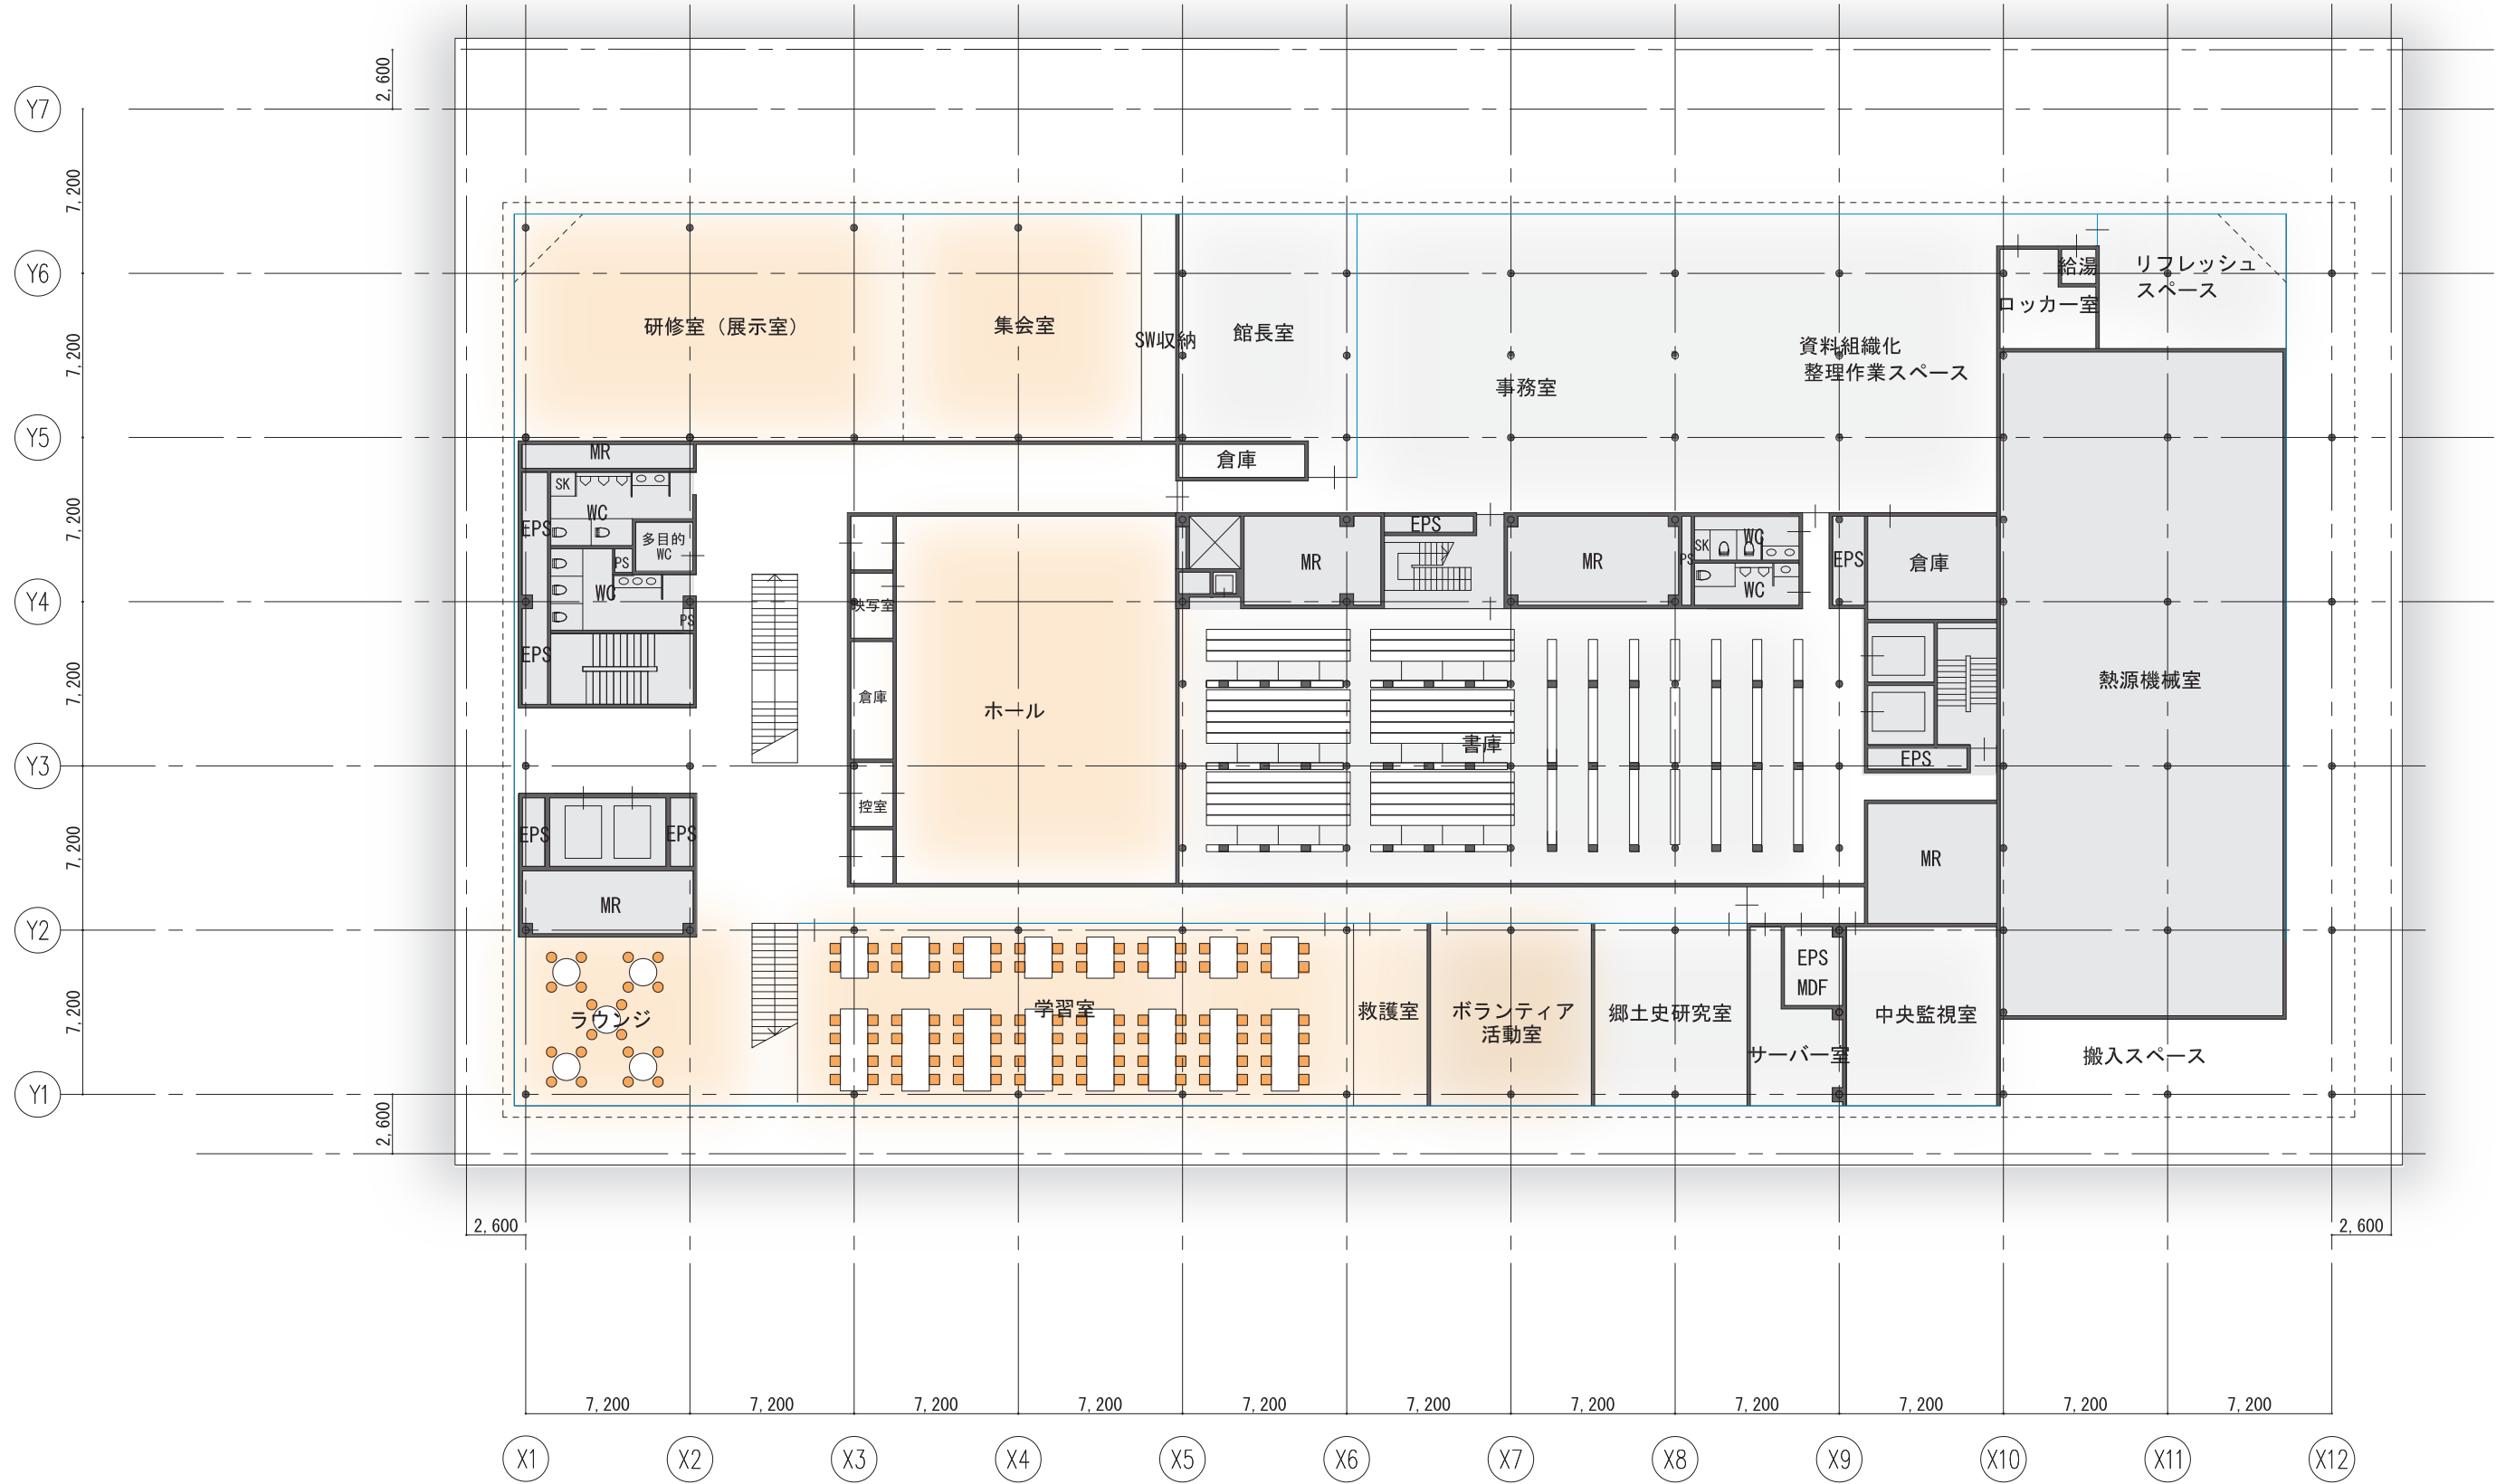 2,600
Y7
7,200
Y6
給湯
リフレッシュ
スペース
ロッカー室
研修室（展示室）
集会室
SW収納
館長室
資料組織化
整理作業スペース
事務室
7,200
Y5
MR
倉庫
SK
WC
EPS
多目的
WC
PS
WC
PS
EPS
7,200
EPS
MR
MR
PS
SK
WC
WC
EPS
倉庫
Y4
映写室
倉庫
ホール
書庫
熱源機械室
7,200
Y3
EPS
控室
EPS
EPS
MR
MR
7,200
Y2
EPS
MDF
ラウンジ
学習室
救護室
ボランティア
活動室
郷土史研究室
サーバー室
中央監視室
搬入スペース
7,200
Y1
2,600
2,600
2,600
7,200
7,200
7,200
7,200
7,200
7,200
7,200
7,200
7,200
7,200
7,200
X1
X2
X3
X4
X5
X6
X7
X8
X9
X10
X11
X12